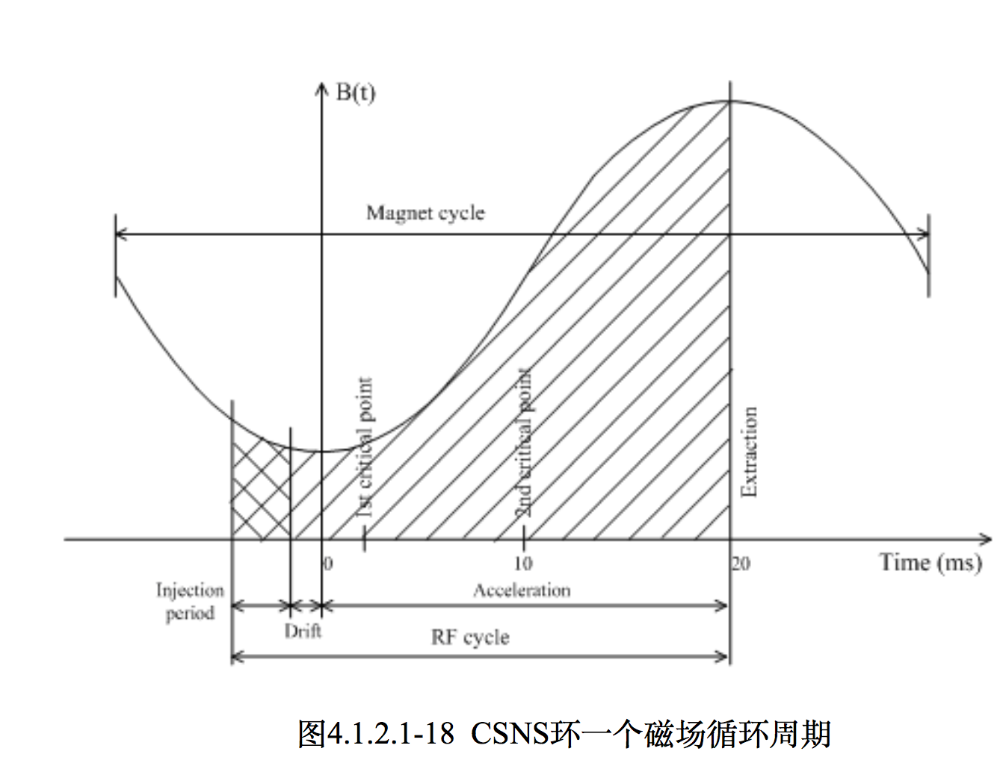 B(t)
Magnet cycle
1st critical point
2nd critical point
Extraction
0
10
20
Time (ms)
Injection
period
Acceleration
Drift
RF cycle
图4.1.2.1-18 CSNS环一个磁场循环周期